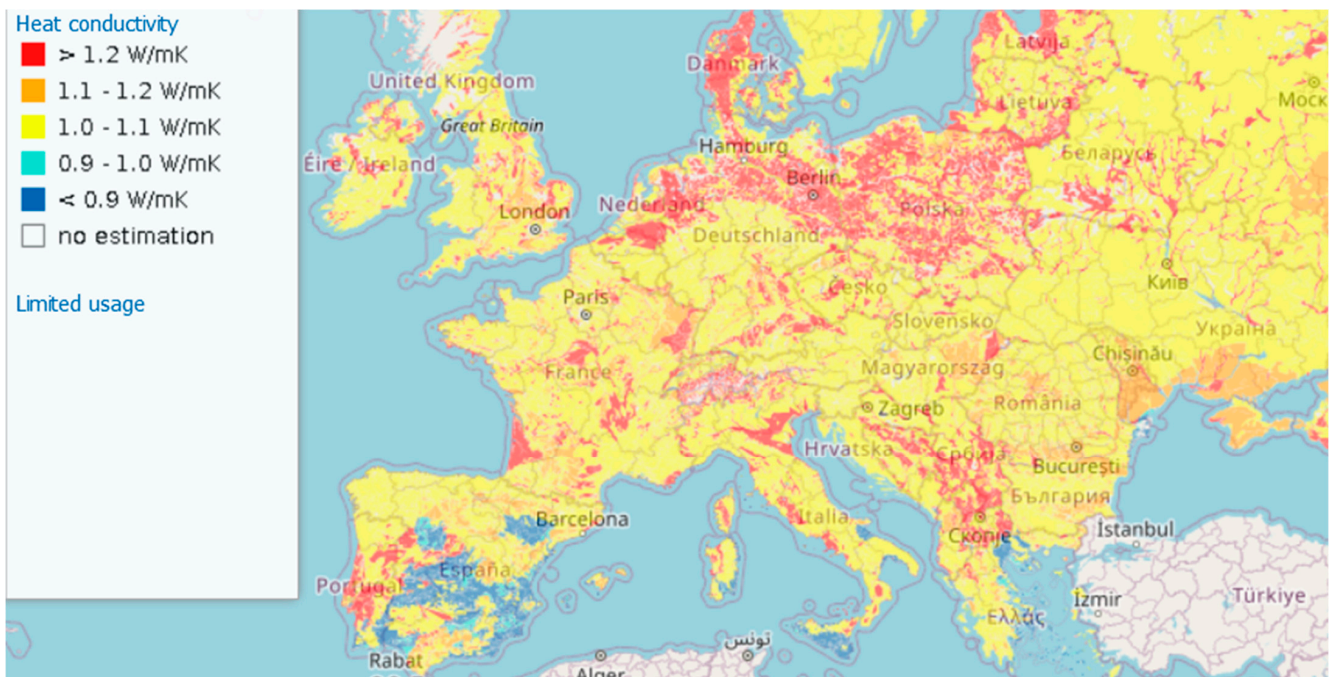 Heat conductivity
> 1.2 W/mK
1.1 - 1.2 W/mK
1.0 - 1.1 W/mK
0.9 - 1.0 W/mK
< 0.9 W/mK
no estimation
Limited usage
Latvija
Danmark
United Kingdom
Моск
Lietuva
Great Britain
Hamburg
Беларусь
Éire / Ireland
Berlin
London
Nederland
Polska
Deutschland
Київ
Česko
Paris
Slovensko
Україна
Chișinău
France
Magyarország
România
Zagreb
Hrvatska
Србија
București
България
Barcelona
Italia
İstanbul
Скопје
España
Portugal
İzmir
Türkiye
Ελλάς
تونس
Rabat
Alger